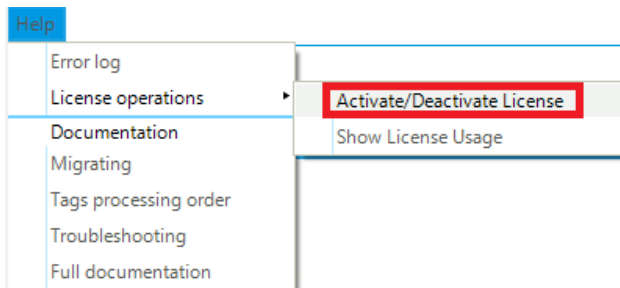 Help
Error log
License operations
Activate/Deactivate License
Documentation
Show License Usage
Migrating
Tags processing order
Troubleshooting
Full documentation